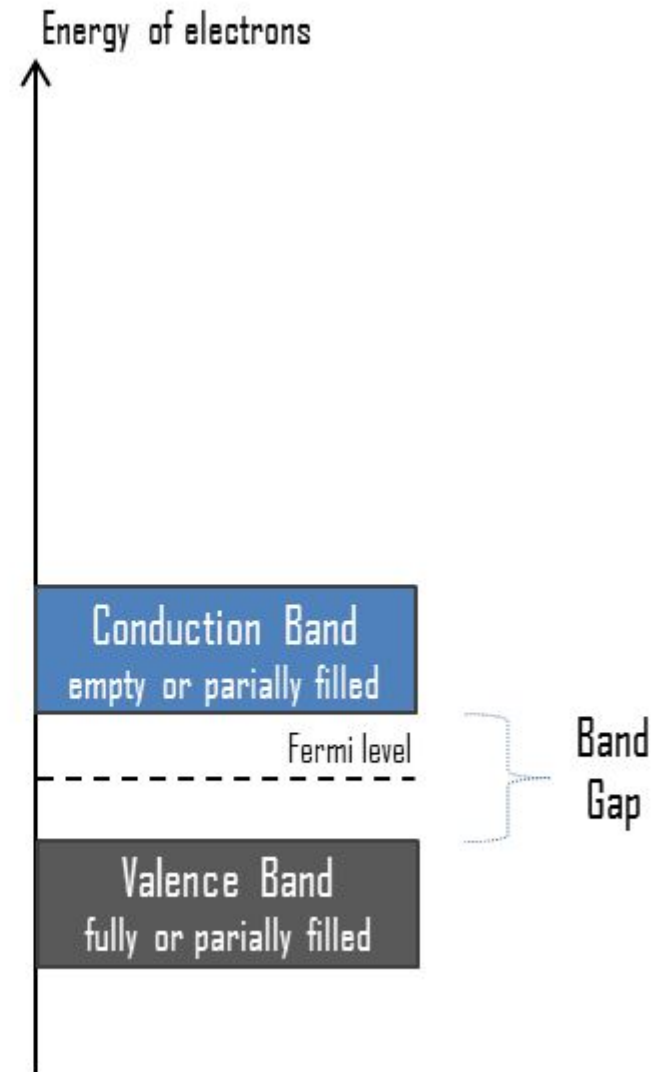 Energy of electrons
Conduction Band
empty or parially filled
Fermi level
Band
Gap
Valence Band
fully or parially filled